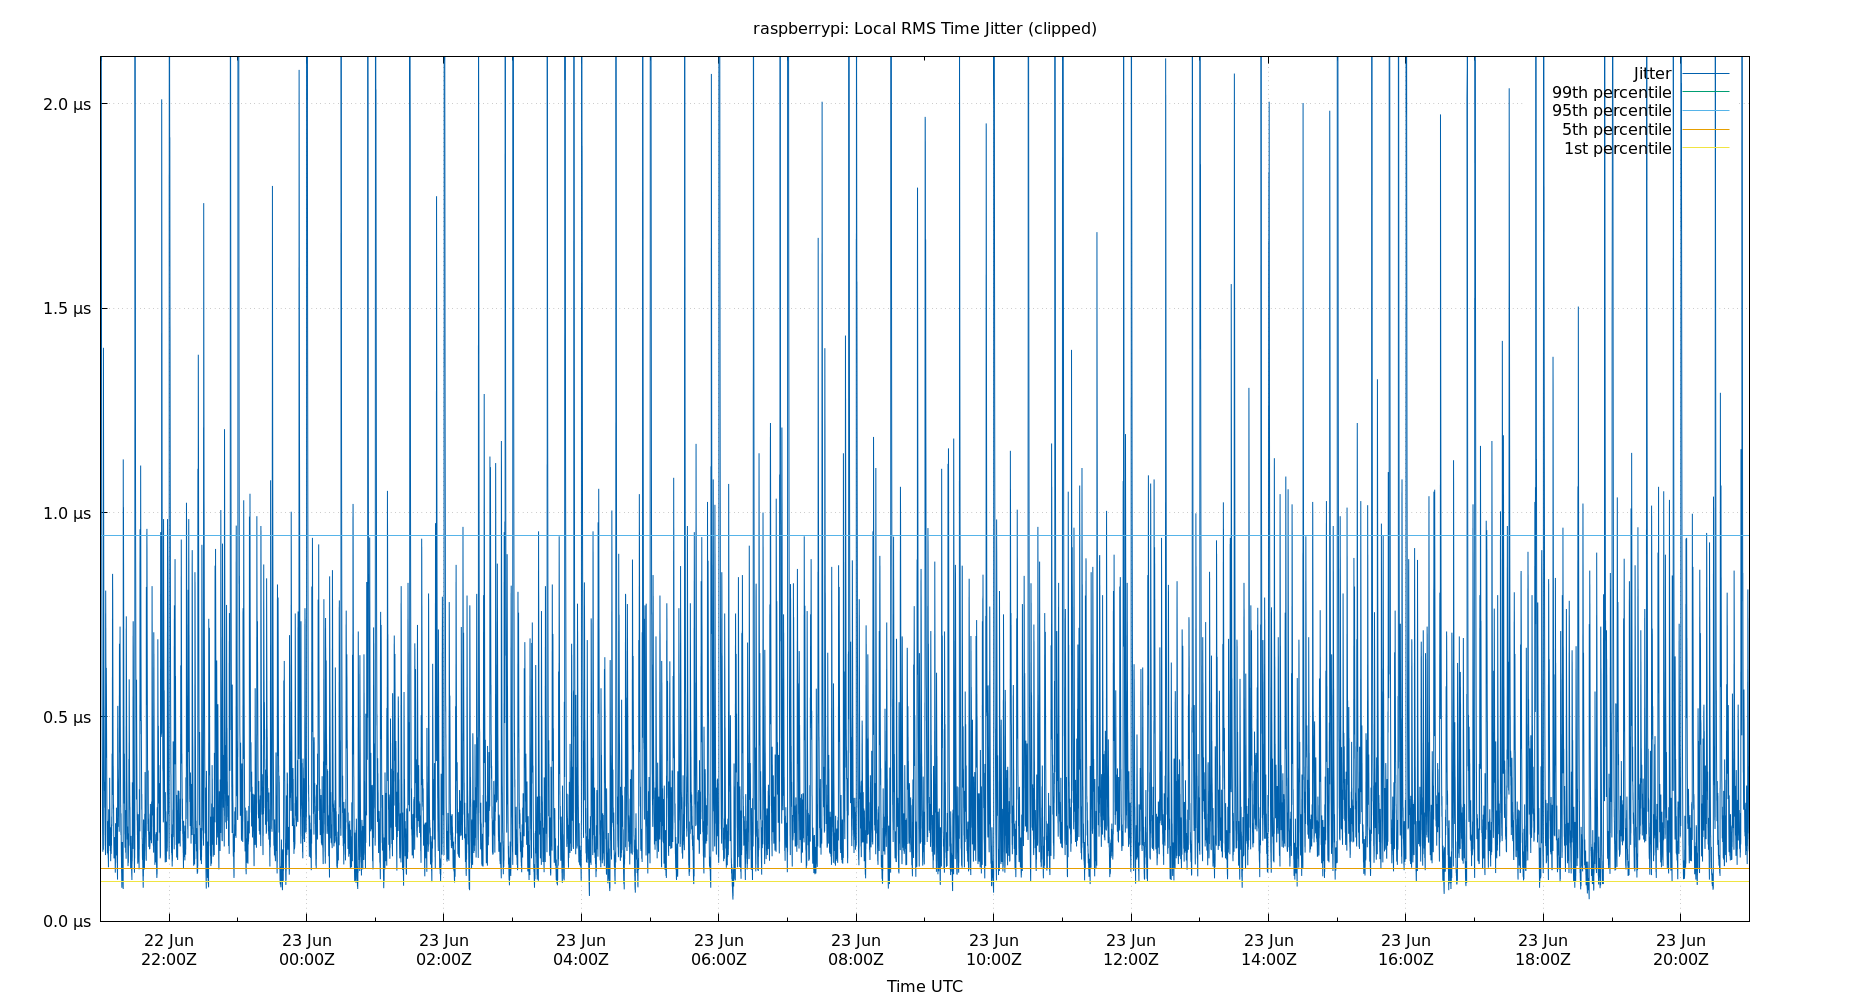 raspberrypi: Local RMS Time Jitter (clipped)
Jitter
99th percentile
95th percentile
5th percentile
1st percentile
2.0 µs
1.5 µs
1.0 µs
0.5 µs
0.0 µs
22 Jun 23 Jun 23 Jun 23 Jun 23 Jun 23 Jun 23 Jun 23 Jun 23 Jun 23 Jun 23 Jun 23 Jun
22:00Z 00:00Z 02:00Z 04:00Z 06:00Z 08:00Z 10:00Z 12:00Z 14:00Z 16:00Z 18:00Z 20:00Z
Time UTC